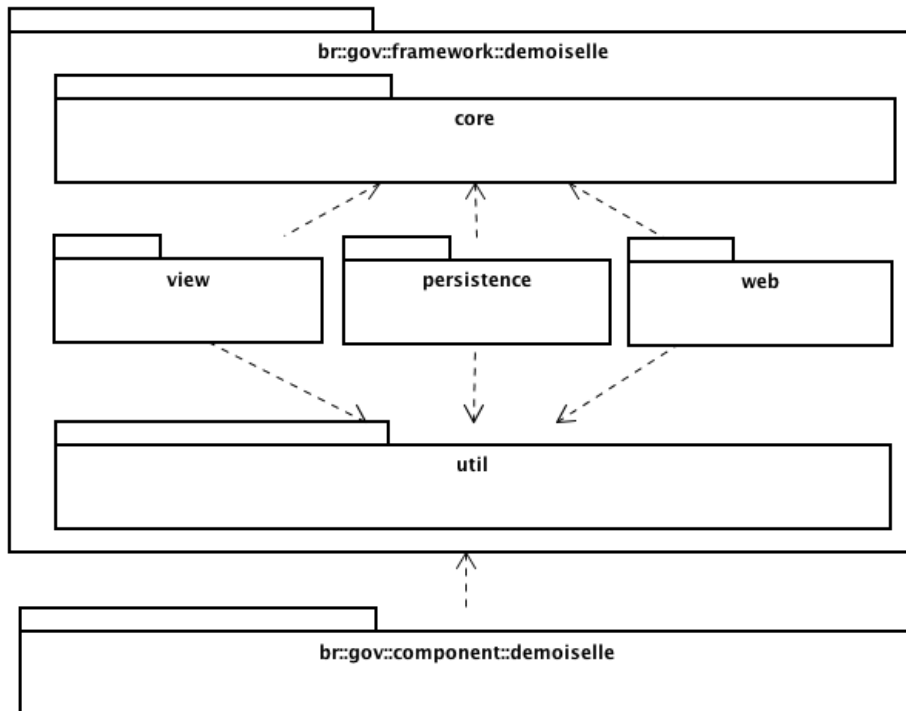 br::gov::framework::demoiselle
core
view
persistence
web
util
br::gov::component::demoiselle